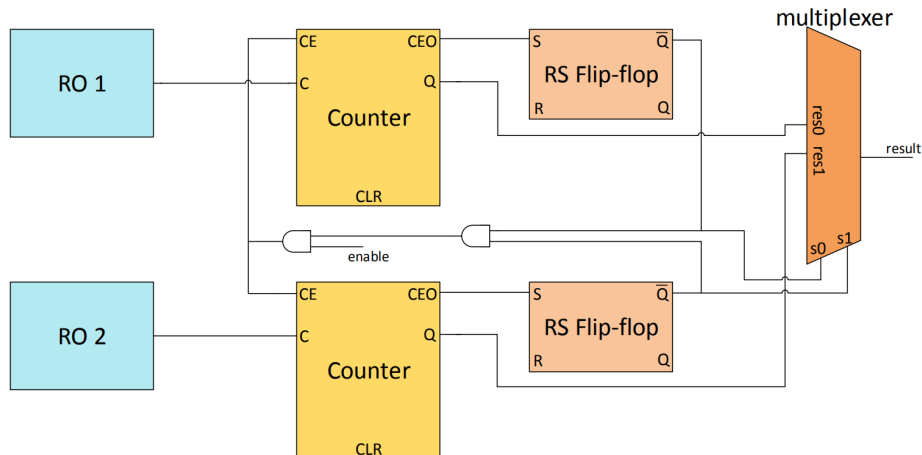 multiplexer
RO 1
CE
CEO
C
Q
Counter
CLR
S
Q
RS Flip-flop
R
Q
res0
res1
result
s0
s1
enable
RO 2
CE
CEO
C
Q
Counter
CLR
S
Q
RS Flip-flop
R
Q